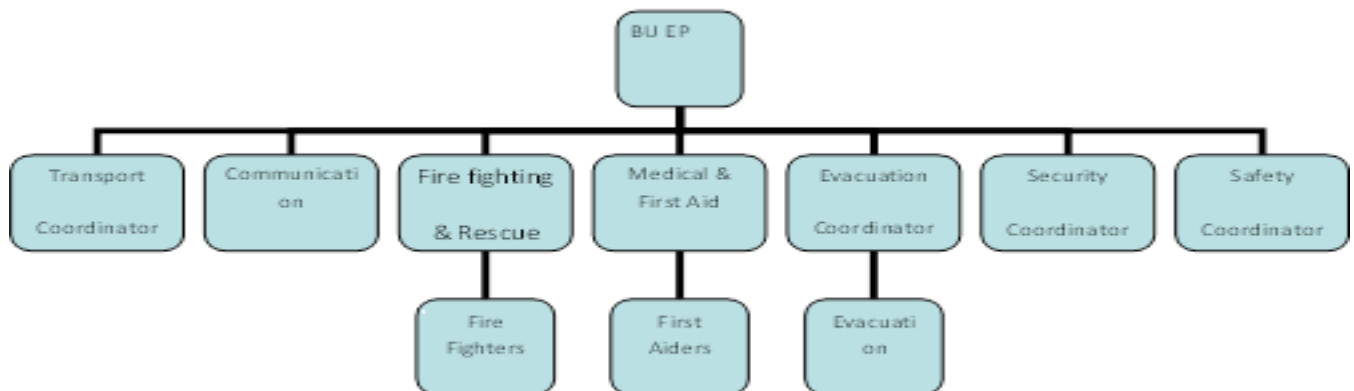 BU EP
Transport
Coordinator
Communicati
on
Fire fighting
& Rescue
Medical &
First Aid
Evacuation
Coordinator
Security
Coordinator
Safety
Coordinator
Fire
Fighters
First
Aiders
Evacuati
on